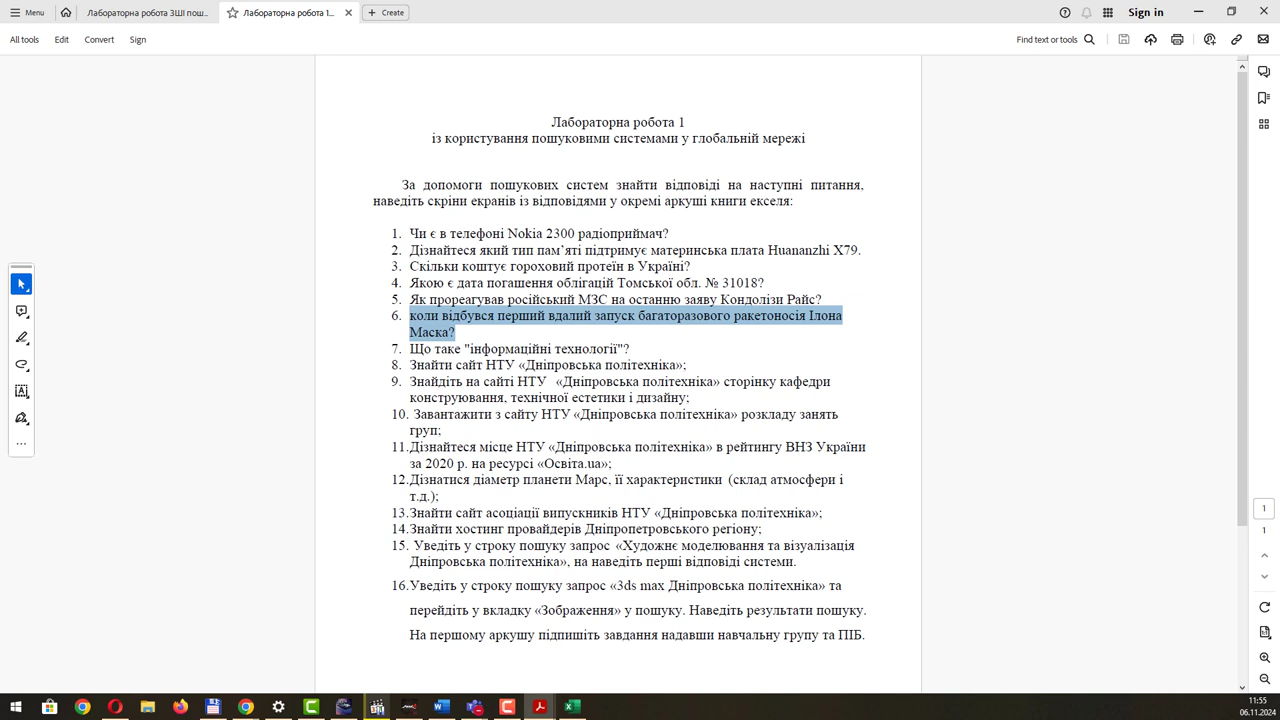 Menu
Лабораторна робота ЗШІ пош...
Лабораторна робота 1...
Create
Sign in
All tools
Edit
Convert
Sign
Find text or tools
Лабораторна робота 1
із користування пошуковими системами у глобальній мережі
За допомоги пошукових систем знайти відповіді на наступні питання,
наведіть скріни екранів із відповідями у окремі аркуші книги екселя:
1. Чи є в телефоні Nokia 2300 радіоприймач?
2. Дізнайтеся який тип пам’яті підтримує материнська плата Huananzhi X79.
3. Скільки коштує гороховий протеїн в Україні?
4. Якою є дата погашення облігацій Томської обл. № 31018?
5. Як прореагував російський МЗС на останню заяву Кондолізи Райс?
6. коли відбувся перший вдалий запуск багаторазового ракетоносія Ілона
Маска?
7. Що таке "інформаційні технології"?
8. Знайти сайт НТУ «Дніпровська політехніка»;
9. Знайдіть на сайті НТУ «Дніпровська політехніка» сторінку кафедри
конструювання, технічної естетики і дизайну;
10. Завантажити з сайту НТУ «Дніпровська політехніка» розкладу занять
груп;
11. Дізнайтеся місце НТУ «Дніпровська політехніка» в рейтингу ВНЗ України
за 2020 р. на ресурсі «Освіта.ua»;
12. Дізнатися діаметр планети Марс, її характеристики (склад атмосфери і
т.д.);
13. Знайти сайт асоціації випускників НТУ «Дніпровська політехніка»;
14. Знайти хостинг провайдерів Дніпропетровського регіону;
15. Уведіть у строку пошуку запрос «Художнє моделювання та візуалізація
Дніпровська політехніка», на наведіть перші відповіді системи.
16. Уведіть у строку пошуку запрос «3ds max Дніпровська політехніка» та
перейдіть у вкладку «Зображення» у пошуку. Наведіть результати пошуку.
На першому аркушу підпишіть завдання надавши навчальну групу та ПІБ.
1
1
11:55
06.11.2024